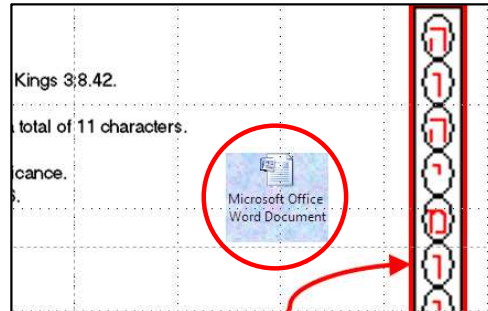 Kings 3.8.42.
total of 11 characters.
icance.
Microsoft Office
Word Document
ה
ו
ה
י
מ
ו